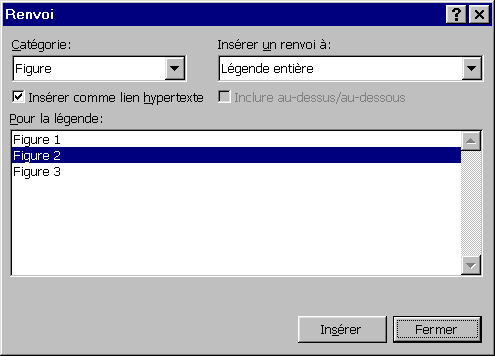 Renvoi
Catégorie: Insérer un renvoi à:
Figure Légende entière
Insérer comme lien hypertexte Inclure au-dessus/au-dessous
Pour la légende:
Figure 1
Figure 2
Figure 3
Insérer Fermer